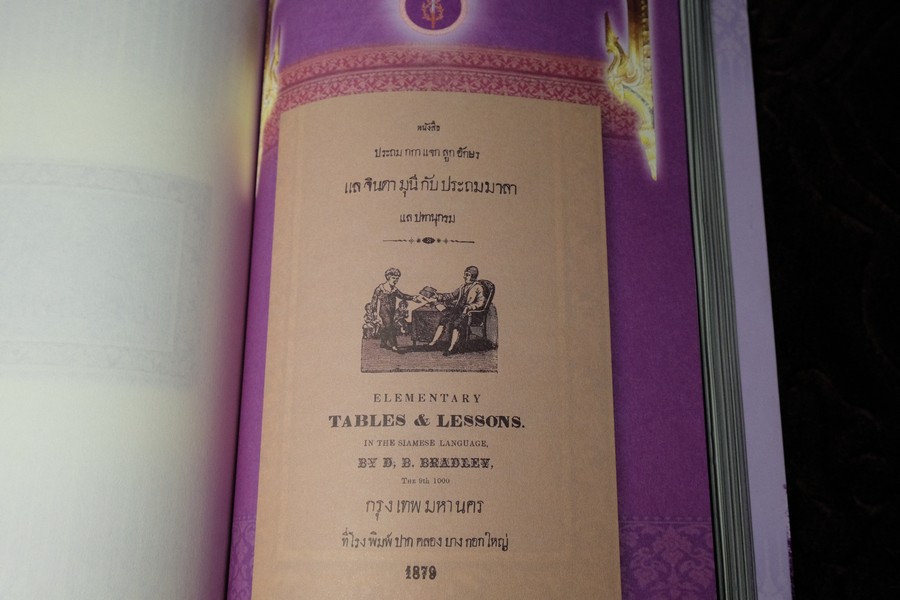 หนังสือ
ประถม ก กา แจก ลูก อักษร
แล จินดา มุนี กับ ประถมมาลา
แล ปทานุกรม
ELEMENTARY
TABLES & LESSONS.
IN THE SIAMESE LANGUAGE,
BY D. B. BRADLEY,
THE 9th 1000
กรุง เทพ มหา นคร
ที่โรง พิมพ์ ปาก คลอง บาง กอก ใหญ่
1879